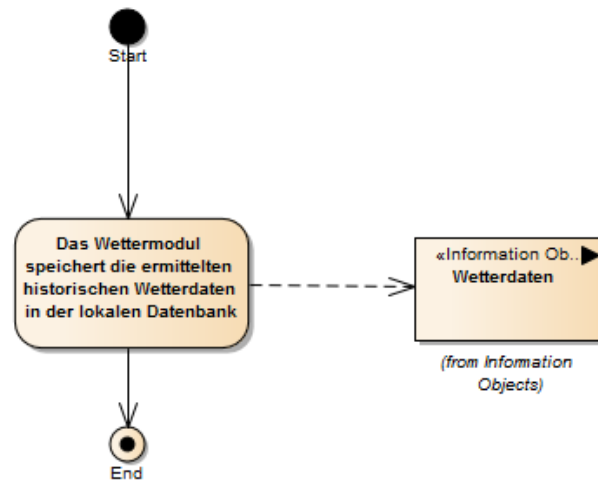 Start
Das Wettermodul
speichert die ermittelten
historischen Wetterdaten
in der lokalen Datenbank
«Information Ob..
Wetterdaten
(from Information
Objects)
End